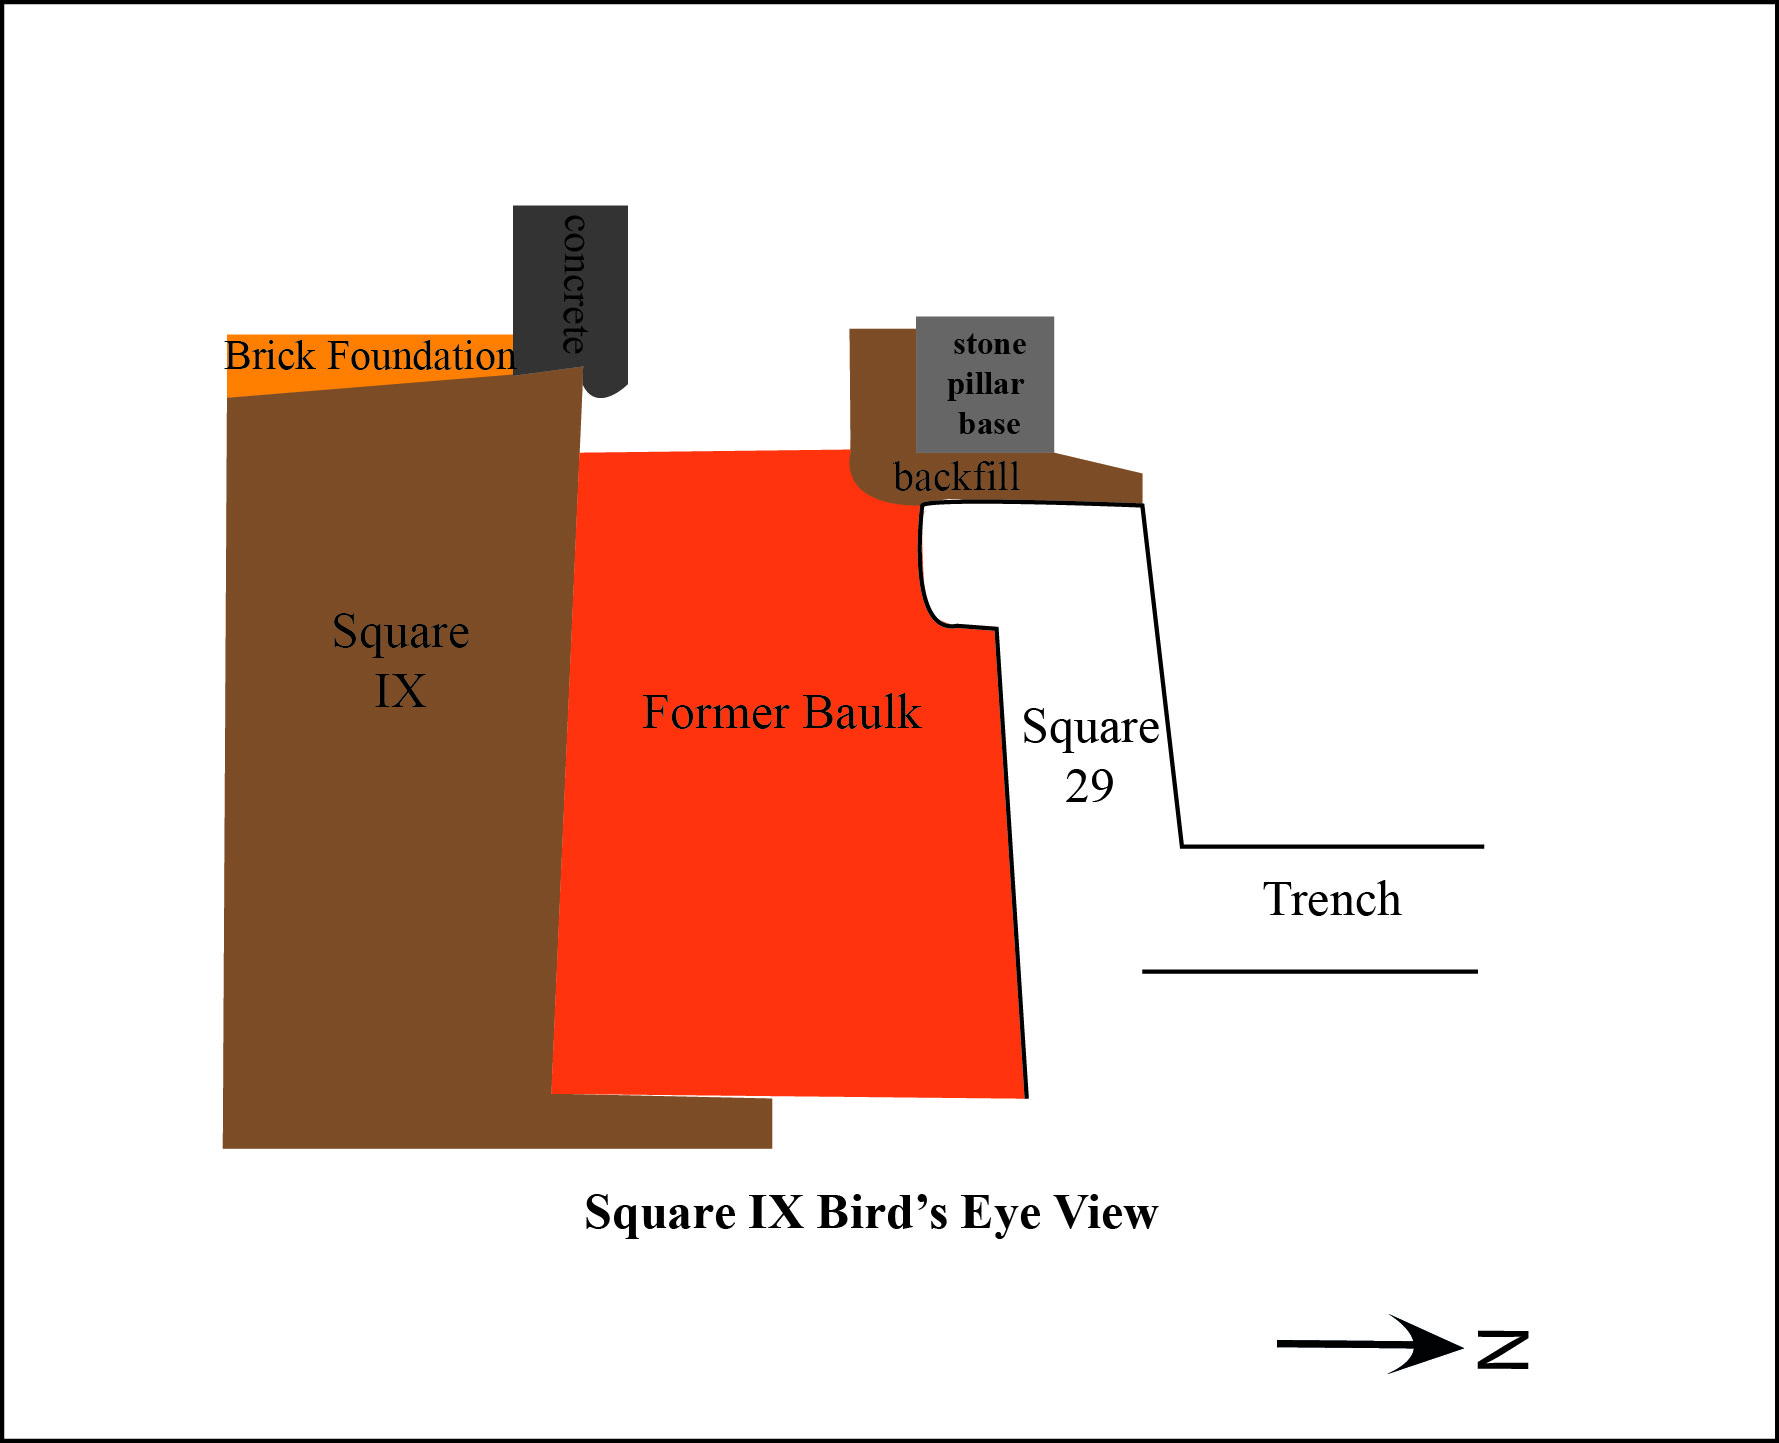 concrete
Brick Foundation
stone
pillar
base
backfill
Square
IX
Former Baulk
Square
29
Trench
Square IX Bird’s Eye View
N